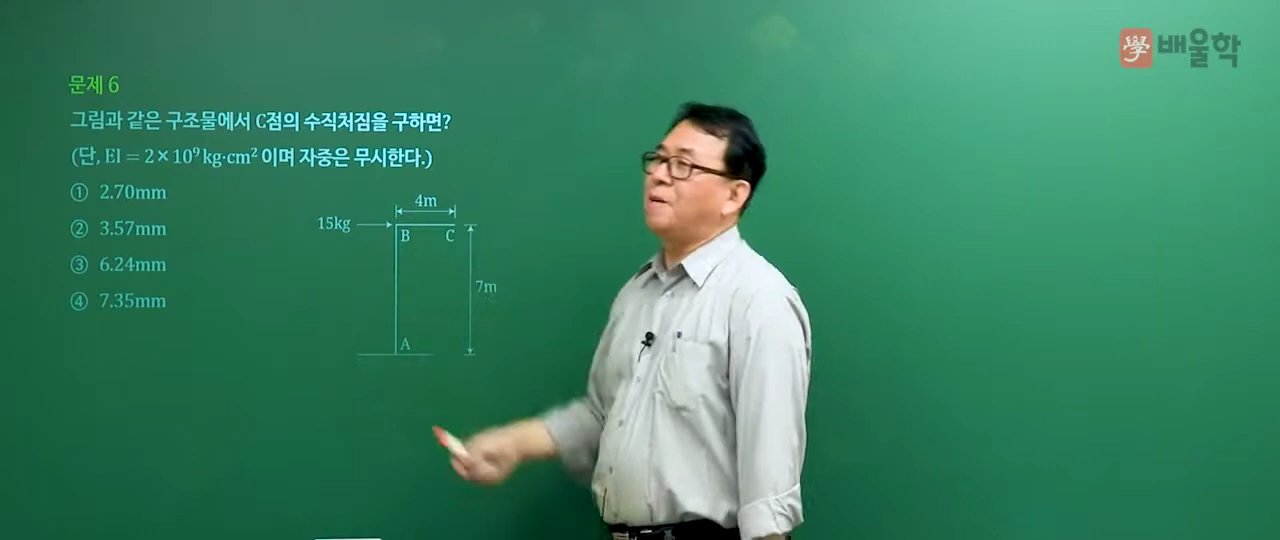 學 배울학
문제 6
그림과 같은 구조물에서 C점의 수직처짐을 구하면?
(단, EI = 2×10⁹kg·cm² 이며 자중은 무시한다.)
① 2.70mm
② 3.57mm
③ 6.24mm
④ 7.35mm
4m
15kg
B C
7m
A